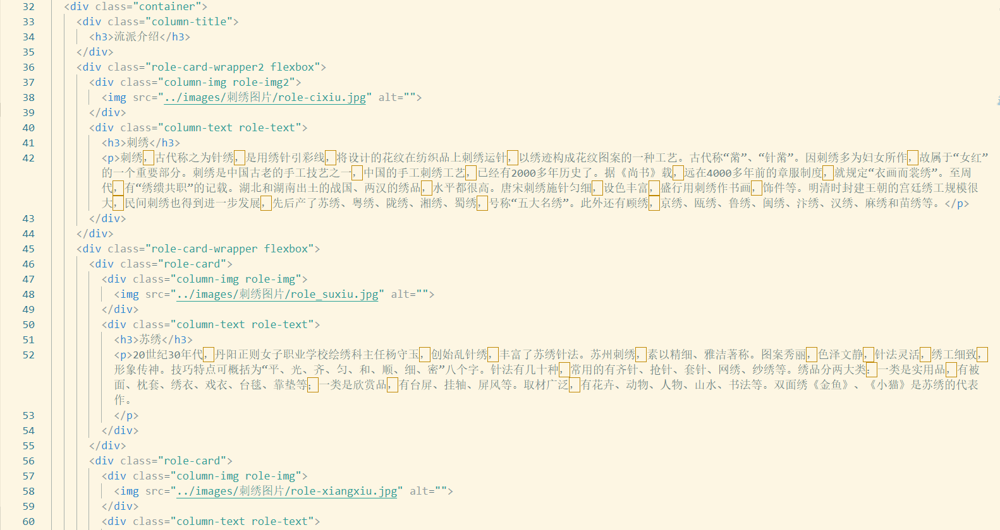 32 <div class="container">
33 <div class="column-title">
34 <h3>流派介绍</h3>
35 </div>
36 <div class="role-card-wrapper2 flexbox">
37 <div class="column-img role-img2">
38 <img src="../images/刺绣图片/role-cixiu.jpg" alt="">
39 </div>
40 <div class="column-text role-text">
41 <h3>刺绣</h3>
42 <p>刺绣，古代称之为针绣，是用绣针引彩线，将设计的花纹在纺织品上刺绣运针，以绣迹构成花纹图案的一种工艺。古代称“黹”、“针黹”。因刺绣多为妇女所作，故属于“女红”
的一个重要部分。刺绣是中国古老的手工技艺之一，中国的手工刺绣工艺，已经有2000多年历史了。据《尚书》载，远在4000多年前的章服制度，就规定“衣画而裳绣”。至周
代，有“绣缋共职”的记载。湖北和湖南出土的战国、两汉的绣品，水平都很高。唐宋刺绣施针匀细，设色丰富，盛行用刺绣作书画，饰件等。明清时封建王朝的宫廷绣工规模很
大，民间刺绣也得到进一步发展，先后产了苏绣、粤绣、陇绣、湘绣、蜀绣，号称“五大名绣”。此外还有顾绣，京绣、瓯绣、鲁绣、闽绣、汴绣、汉绣、麻绣和苗绣等。</p>
43 </div>
44 </div>
45 <div class="role-card-wrapper flexbox">
46 <div class="role-card">
47 <div class="column-img role-img">
48 <img src="../images/刺绣图片/role_suxiu.jpg" alt="">
49 </div>
50 <div class="column-text role-text">
51 <h3>苏绣</h3>
52 <p>20世纪30年代，丹阳正则女子职业学校绘绣科主任杨守玉，创始乱针绣，丰富了苏绣针法。苏州刺绣，素以精细、雅洁著称。图案秀丽，色泽文静，针法灵活，绣工细致，
形象传神。技巧特点可概括为“平、光、齐、匀、和、顺、细、密”八个字。针法有几十种，常用的有齐针、抢针、套针、网绣、纱绣等。绣品分两大类：一类是实用品，有被
面、枕套、绣衣、戏衣、台毯、靠垫等；一类是欣赏品，有台屏、挂轴、屏风等。取材广泛，有花卉、动物、人物、山水、书法等。双面绣《金鱼》、《小猫》是苏绣的代表
作。
53 </p>
54 </div>
55 </div>
56 <div class="role-card">
57 <div class="column-img role-img">
58 <img src="../images/刺绣图片/role-xiangxiu.jpg" alt="">
59 </div>
60 <div class="column-text role-text">